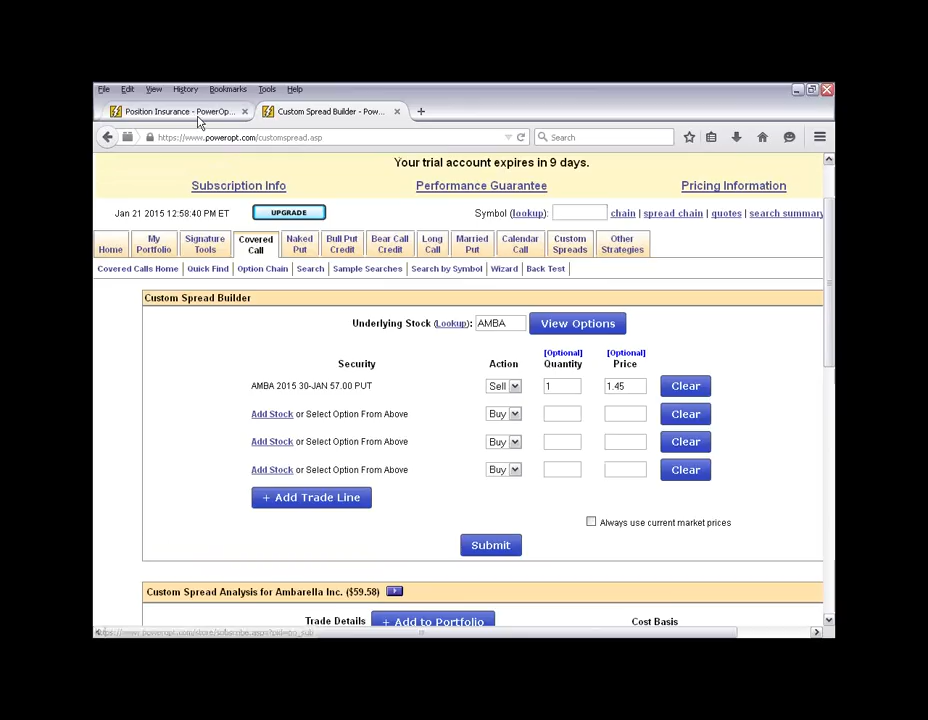 File Edit View History Bookmarks Tools Help
Position Insurance - PowerOp... Custom Spread Builder - Pow...
https://www.poweropt.com/customspread.asp Search
Your trial account expires in 9 days.
Subscription Info Performance Guarantee Pricing Information
Jan 21 2015 12:58:40 PM ET UPGRADE Symbol (lookup): chain | spread chain | quotes | search summary
Home My Portfolio Signature Tools Covered Call Naked Put Bull Put Credit Bear Call Credit Long Call Married Put Calendar Call Custom Spreads Other Strategies
Covered Calls Home | Quick Find | Option Chain | Search | Sample Searches | Search by Symbol | Wizard | Back Test
Custom Spread Builder
Underlying Stock (Lookup): AMBA View Options
Security Action [Optional] Quantity [Optional] Price
AMBA 2015 30-JAN 57.00 PUT Sell 1 1.45 Clear
Add Stock or Select Option From Above Buy Clear
Add Stock or Select Option From Above Buy Clear
Add Stock or Select Option From Above Buy Clear
+ Add Trade Line
Always use current market prices
Submit
Custom Spread Analysis for Ambarella Inc. ($59.58)
Trade Details + Add to Portfolio Cost Basis